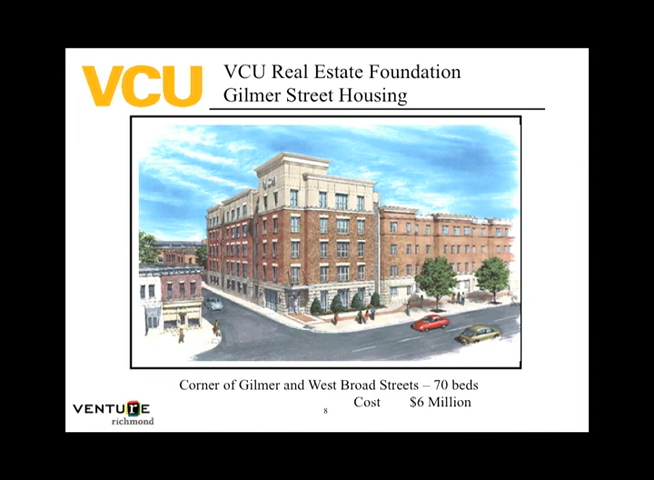 VCU
VCU Real Estate Foundation
Gilmer Street Housing
VCU
Corner of Gilmer and West Broad Streets – 70 beds
Cost $6 Million
VENTURE
richmond
8